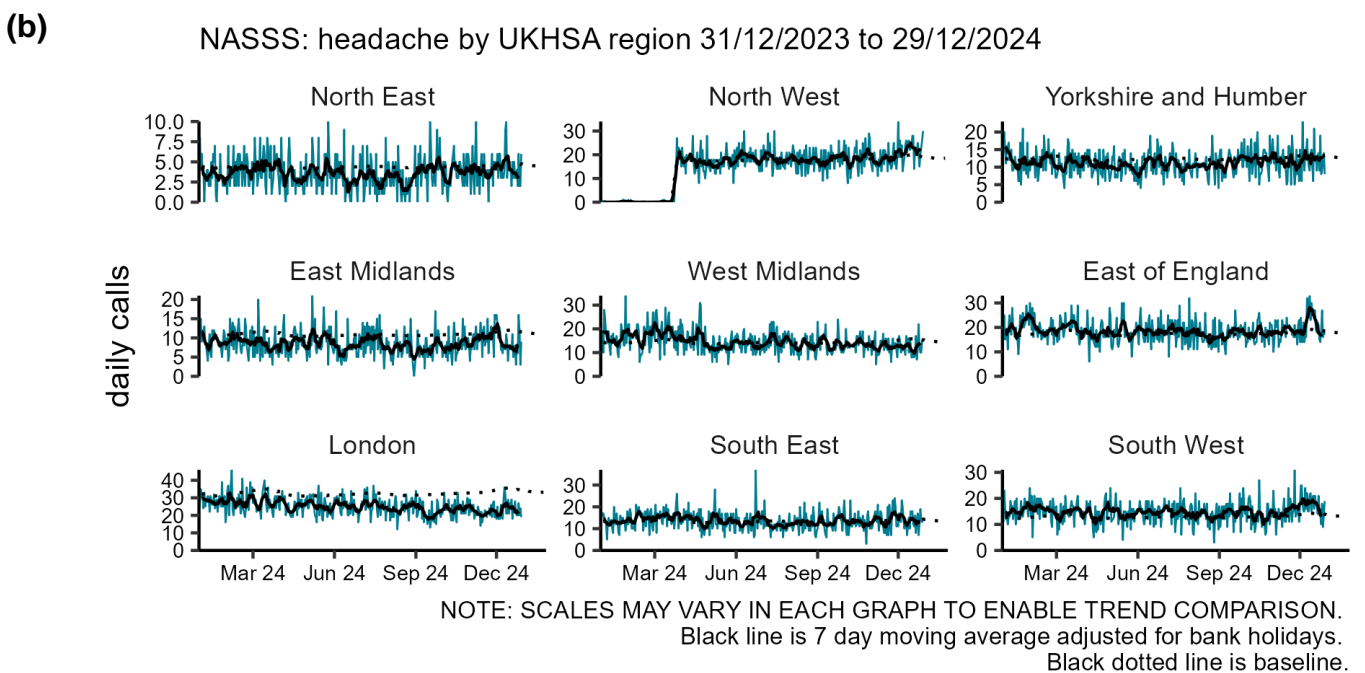 (b)
NASSS: headache by UKHSA region 31/12/2023 to 29/12/2024
North East
North West
Yorkshire and Humber
10.0
7.5
5.0
2.5
0.0
30
20
10
0
20
15
10
5
0
daily calls
East Midlands
West Midlands
East of England
20
15
10
5
0
30
20
10
0
30
20
10
0
London
South East
South West
40
30
20
10
0
30
20
10
0
30
20
10
0
Mar 24 Jun 24 Sep 24 Dec 24
Mar 24 Jun 24 Sep 24 Dec 24
Mar 24 Jun 24 Sep 24 Dec 24
NOTE: SCALES MAY VARY IN EACH GRAPH TO ENABLE TREND COMPARISON.
Black line is 7 day moving average adjusted for bank holidays.
Black dotted line is baseline.